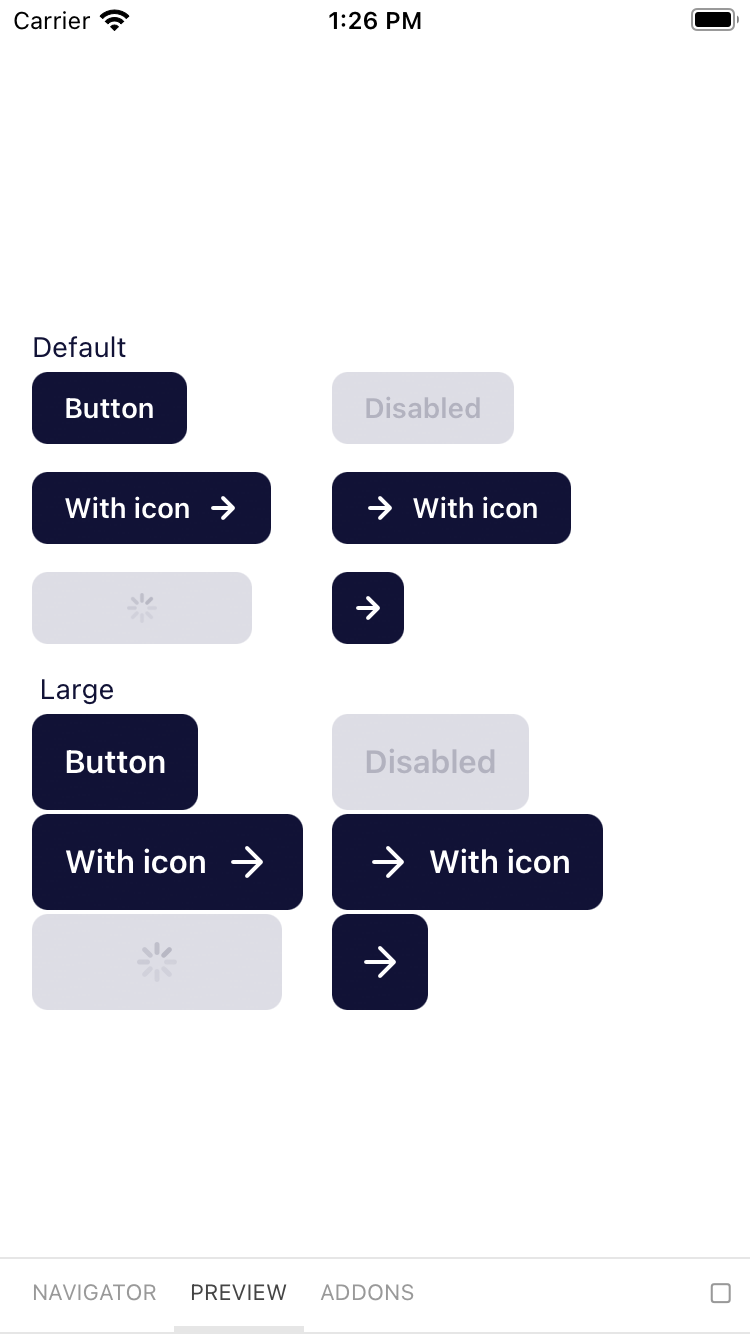 Carrier 1:26 PM
Default
Button Disabled
With icon With icon
Large
Button Disabled
With icon With icon
NAVIGATOR PREVIEW ADDONS